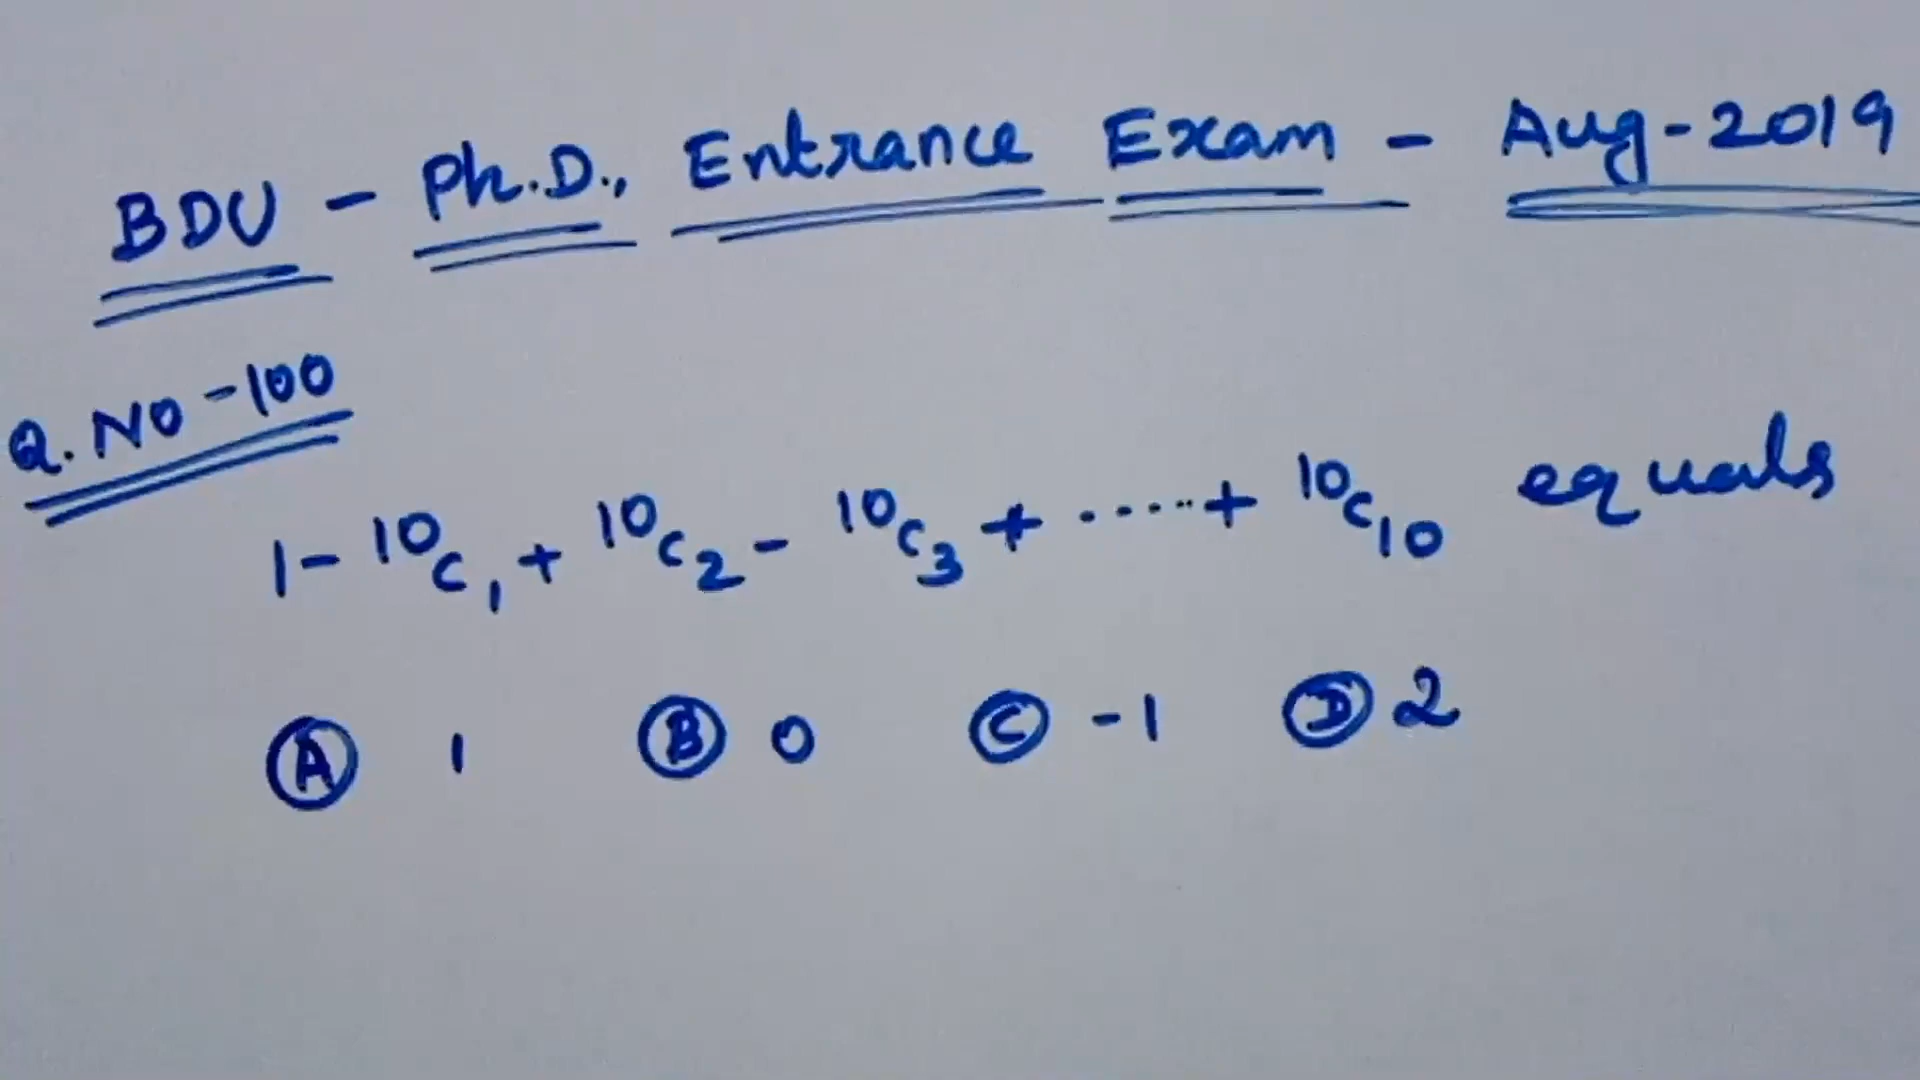 BDU - Ph.D., Entrance Exam - Aug-2019
Q. No - 100
1 - ¹⁰C₁ + ¹⁰C₂ - ¹⁰C₃ + ...... + ¹⁰C₁₀ equals
(A) 1 (B) 0 (C) -1 (D) 2